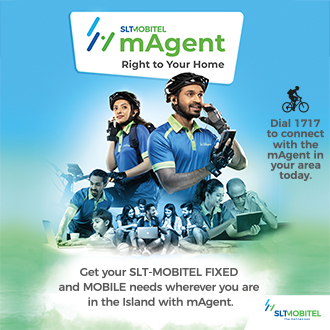 SLTMOBITEL
mAgent
Right to Your Home
Dial 1717
to connect
with the
mAgent in
your area
today.
Get your SLT-MOBITEL FIXED
and MOBILE needs wherever you are
in the Island with mAgent.
SLTMOBITEL